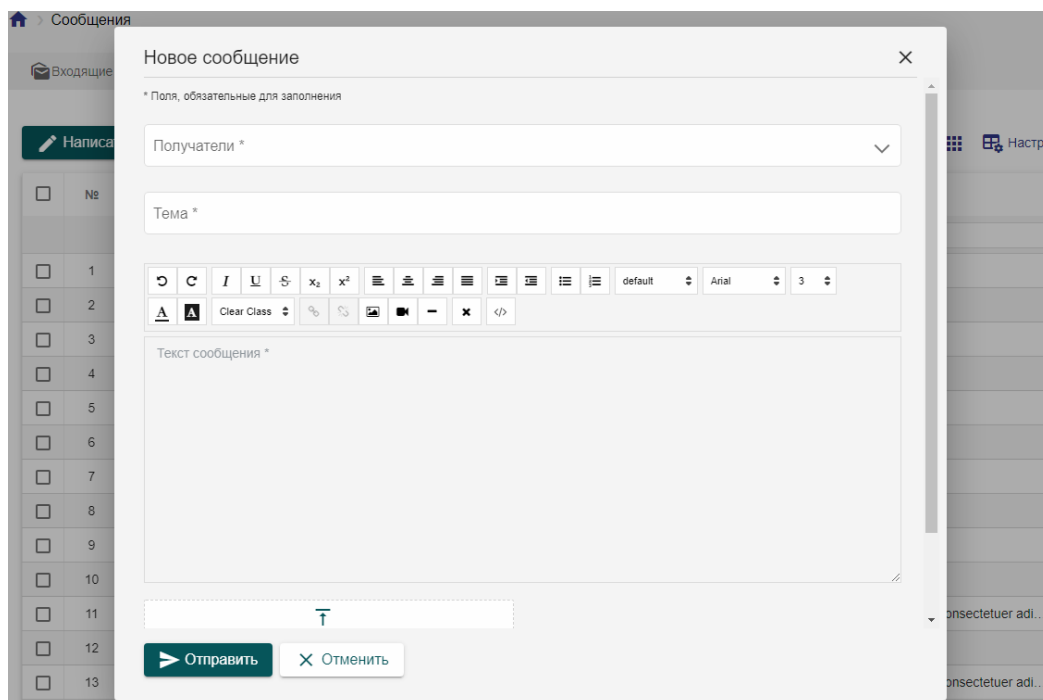 Сообщения
Новое сообщение
Входящие
* Поля, обязательные для заполнения
Получатели *
Написа
Настр
№
Тема *
I U S x₂ x² default Arial 3
A A Clear Class </>
Текст сообщения *
1
2
3
4
5
6
7
8
9
10
11 onsectetuer adi...
12
Отправить Отменить
13 onsectetuer adi...